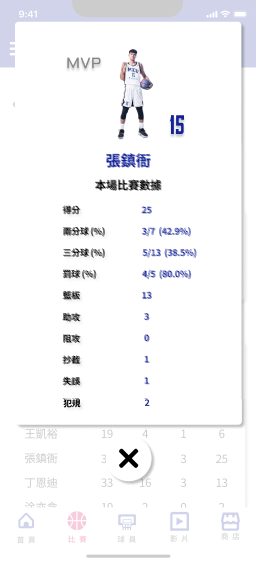 9:41
MVP
15
張鎮衙
本場比賽數據
得分 25
兩分球 (%) 3/7 (42.9%)
三分球 (%) 5/13 (38.5%)
罰球 (%) 4/5 (80.0%)
籃板 13
助攻 3
阻攻 0
抄截 1
失誤 1
犯規 2
王凱裕 19 4 1 6
張鎮衙 3 3 25
丁恩迪 33 16 3 13
首頁 比賽 球員 影片 商店